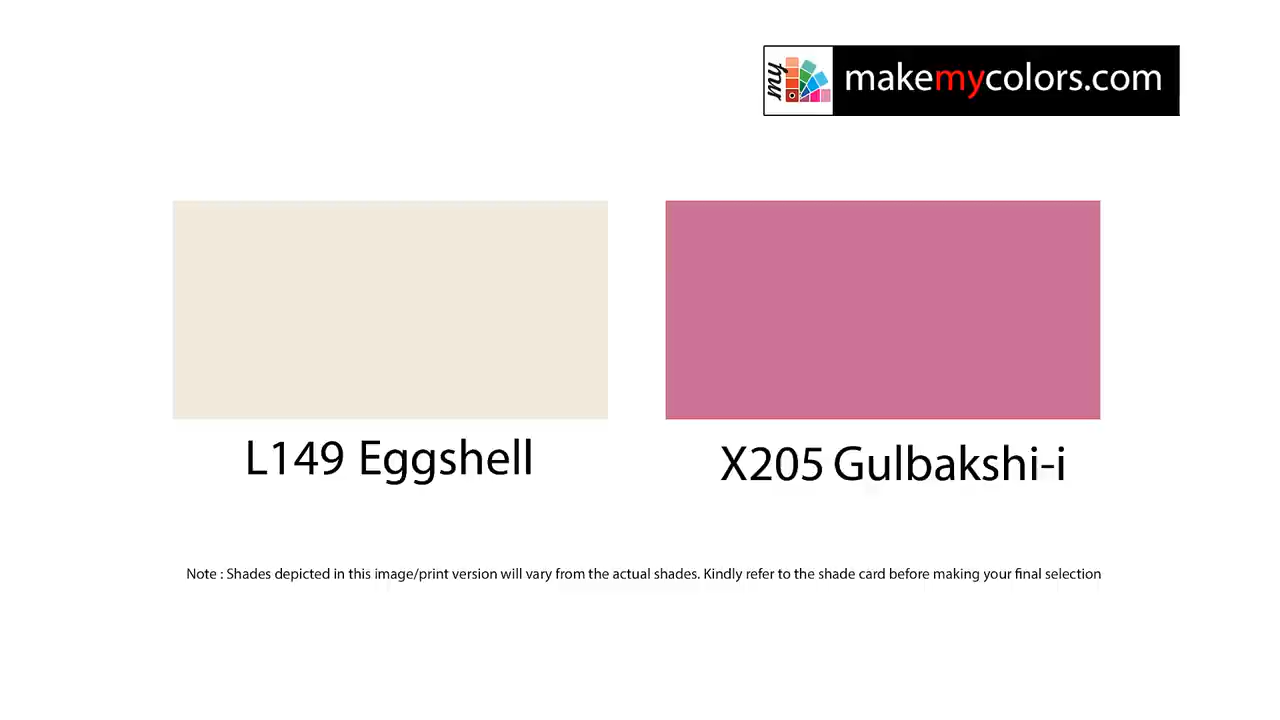 my
makemycolors.com
L149 Eggshell
X205 Gulbakshi-i
Note : Shades depicted in this image/print version will vary from the actual shades. Kindly refer to the shade card before making your final selection